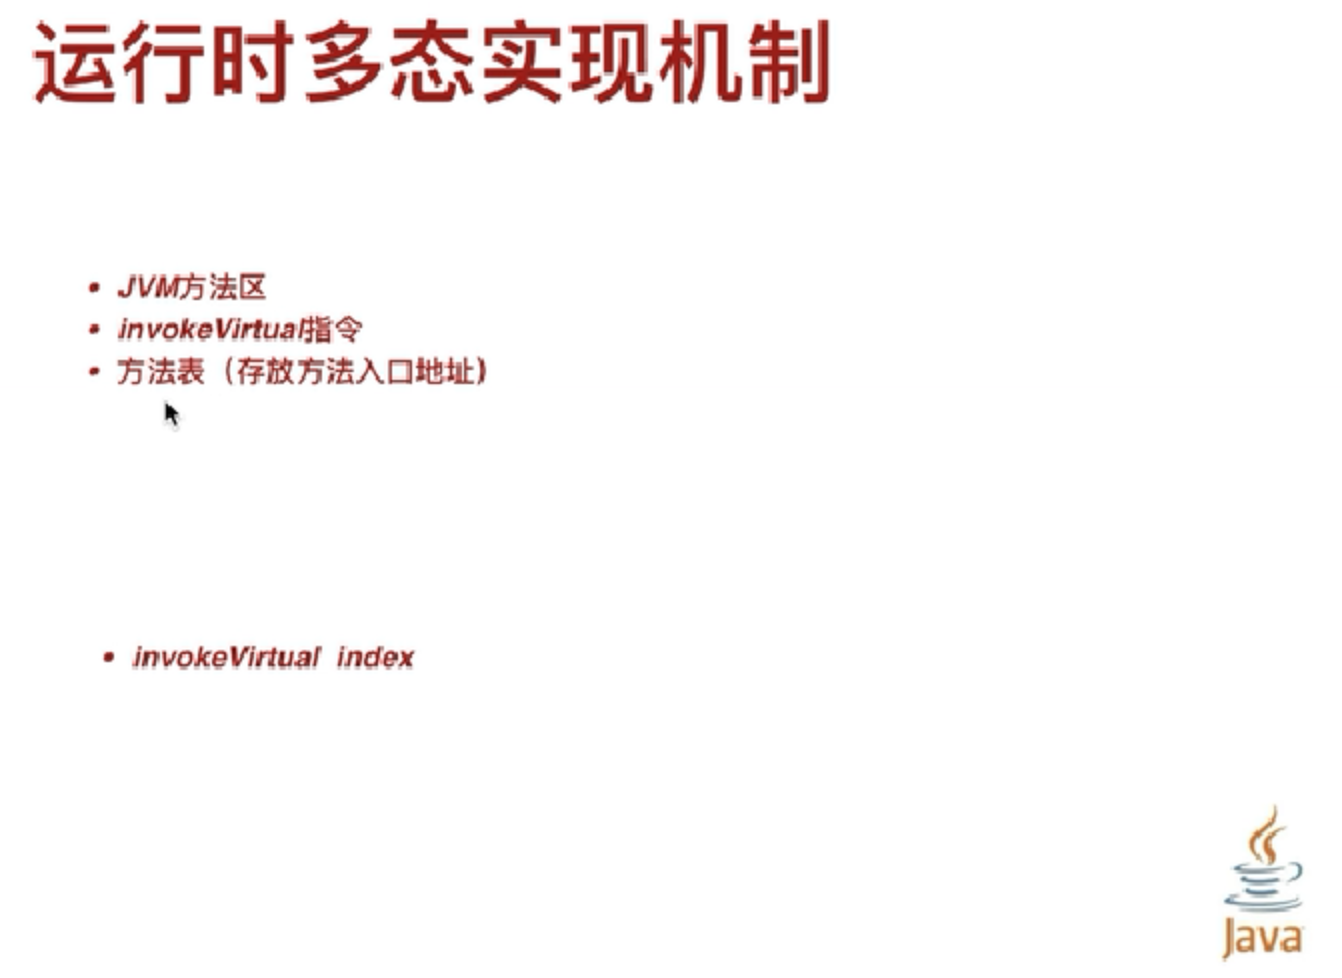 运行时多态实现机制
• JVM方法区
• invokeVirtual指令
• 方法表（存放方法入口地址）
• invokeVirtual index
Java